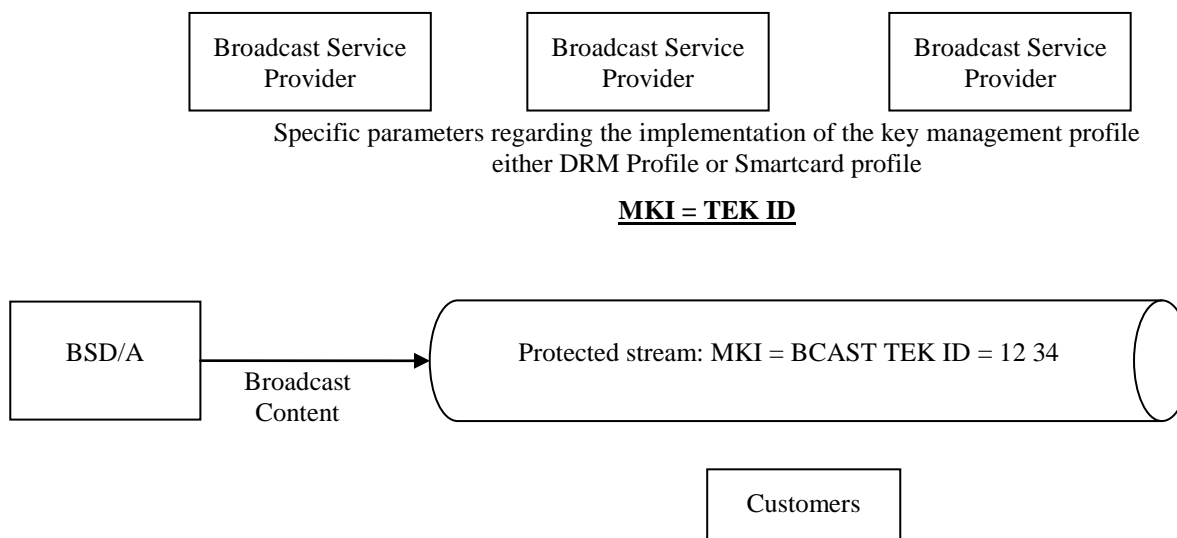 Broadcast Service
Provider
Broadcast Service
Provider
Broadcast Service
Provider
Specific parameters regarding the implementation of the key management profile
either DRM Profile or Smartcard profile
MKI = TEK ID
BSD/A
Broadcast
Content
Protected stream: MKI = BCAST TEK ID = 12 34
Customers